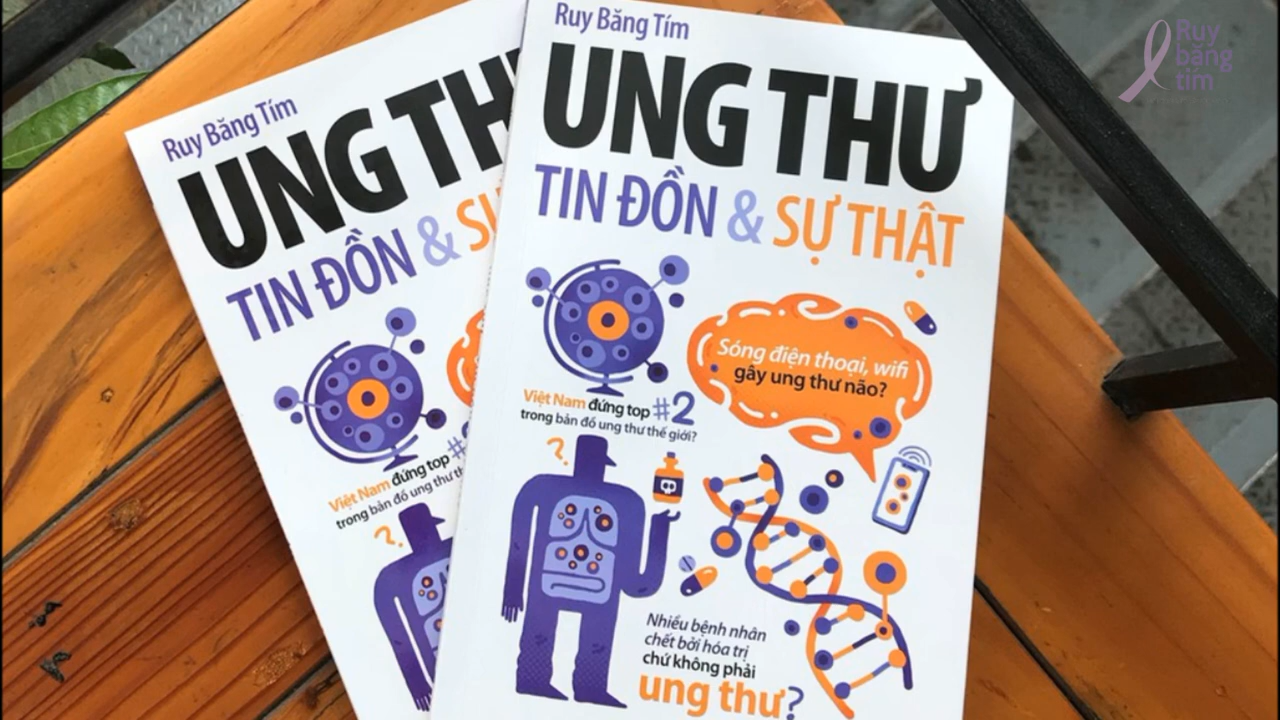 Ruy Băng Tím
UNG THƯ
TIN ĐỒN & SỰ THẬT
Sóng điện thoại, wifi
gây ung thư não?
Việt Nam đứng top #2
trong bản đồ ung thư thế giới?
Nhiều bệnh nhân
chết bởi hóa trị
chứ không phải
ung thư?
Ruy Băng Tím
UNG TH
TIN ĐỒN & S
Việt Nam đứng top #
trong bản đồ ung thư th
Ruy
băng
tím